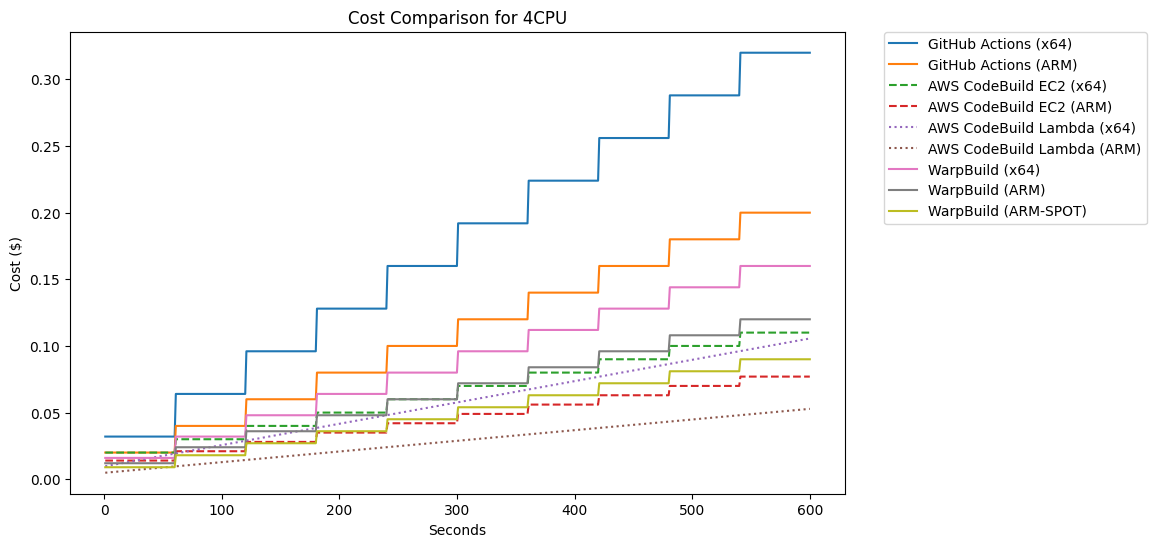 Cost Comparison for 4CPU
Cost ($)
0.30
0.25
0.20
0.15
0.10
0.05
0.00
0 100 200 300 400 500 600
Seconds
GitHub Actions (x64)
GitHub Actions (ARM)
AWS CodeBuild EC2 (x64)
AWS CodeBuild EC2 (ARM)
AWS CodeBuild Lambda (x64)
AWS CodeBuild Lambda (ARM)
WarpBuild (x64)
WarpBuild (ARM)
WarpBuild (ARM-SPOT)